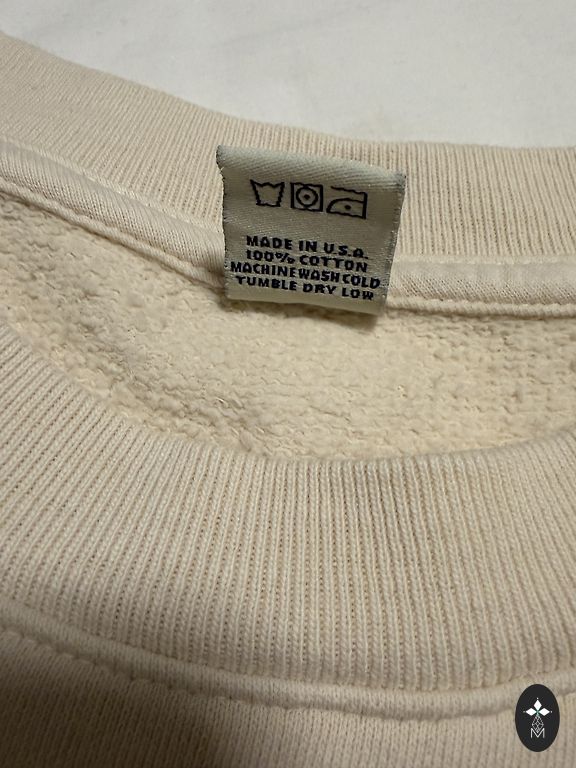 MADE IN U.S.A.
100% COTTON
MACHINE WASH COLD
TUMBLE DRY LOW
M